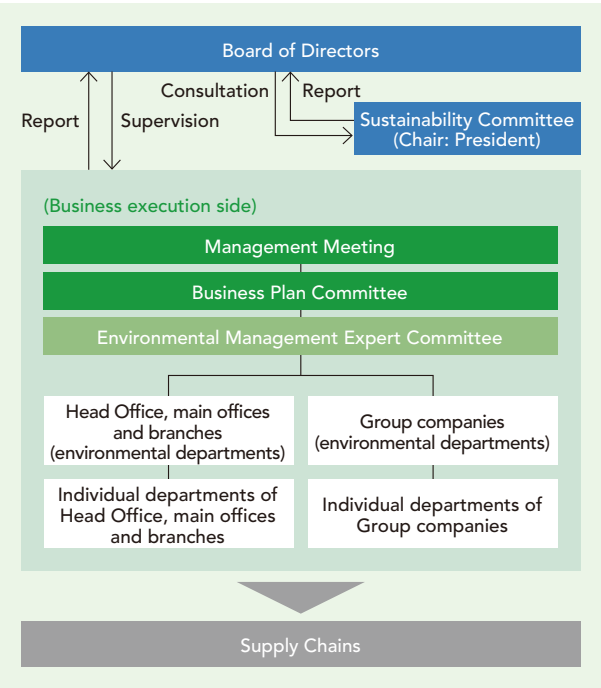 Board of Directors
Consultation
Report
Report
Supervision
Sustainability Committee
(Chair: President)
(Business execution side)
Management Meeting
Business Plan Committee
Environmental Management Expert Committee
Head Office, main offices
and branches
(environmental departments)
Group companies
(environmental departments)
Individual departments of
Head Office, main offices
and branches
Individual departments of
Group companies
Supply Chains